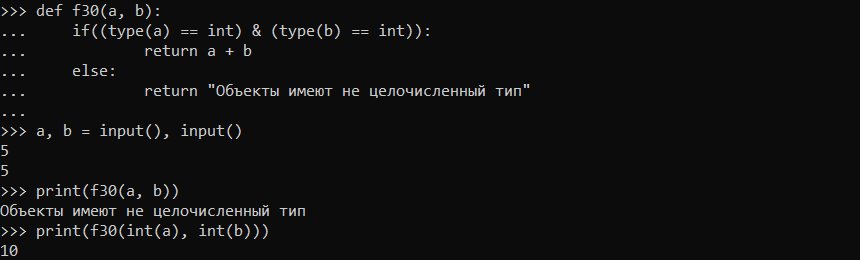 >>> def f30(a, b):
...     if((type(a) == int) & (type(b) == int)):
...             return a + b
...     else:
...             return "Объекты имеют не целочисленный тип"
...
>>> a, b = input(), input()
5
5
>>> print(f30(a, b))
Объекты имеют не целочисленный тип
>>> print(f30(int(a), int(b)))
10